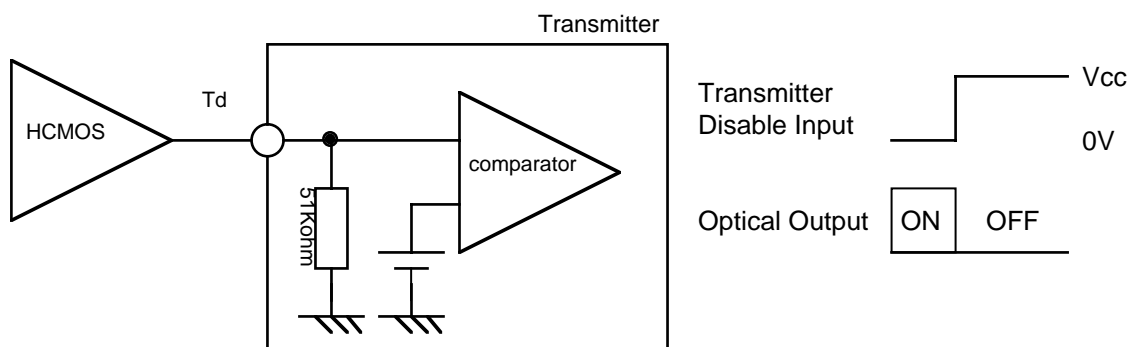 Transmitter
Td
HCMOS
comparator
51Kohm
Transmitter
Disable Input
Vcc
0V
Optical Output
ON
OFF